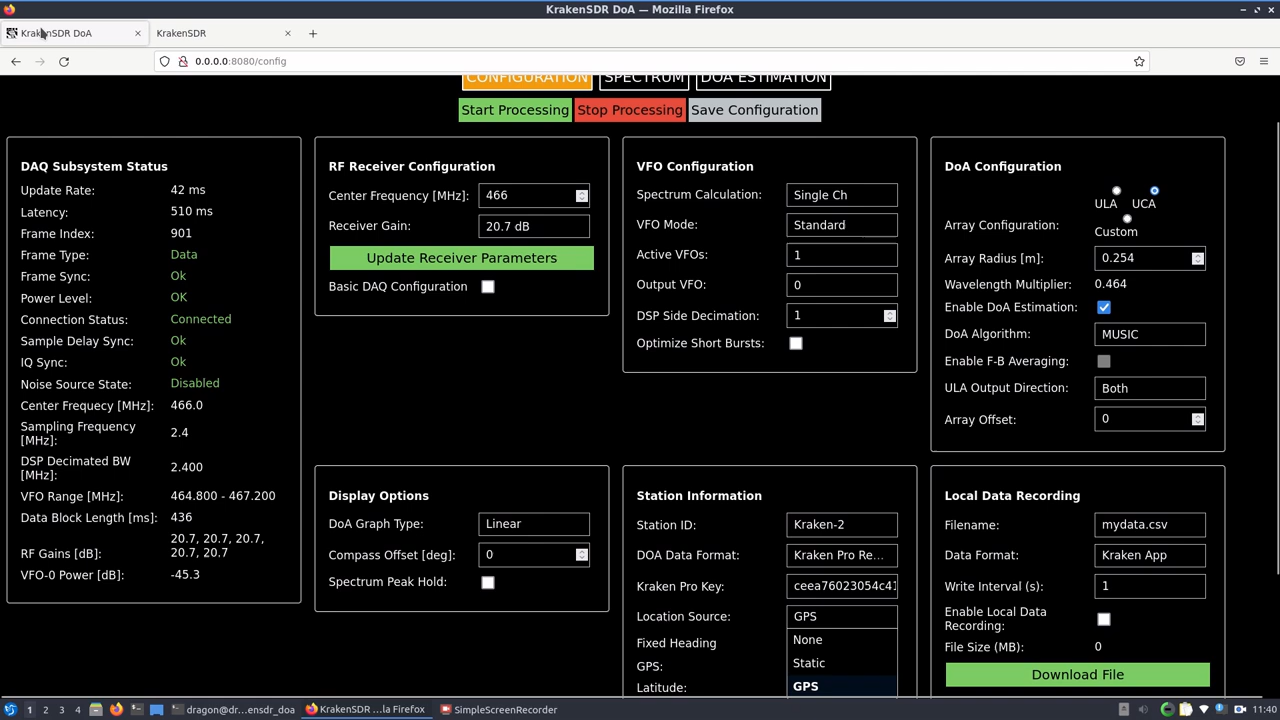 KrakenSDR DoA — Mozilla Firefox
KrakenSDR DoA
KrakenSDR
0.0.0.0:8080/config
CONFIGURATION
SPECTRUM
DOA ESTIMATION
Start Processing
Stop Processing
Save Configuration
DAQ Subsystem Status
Update Rate: 42 ms
Latency: 510 ms
Frame Index: 901
Frame Type: Data
Frame Sync: Ok
Power Level: OK
Connection Status: Connected
Sample Delay Sync: Ok
IQ Sync: Ok
Noise Source State: Disabled
Center Frequecy [MHz]: 466.0
Sampling Frequency
[MHz]: 2.4
DSP Decimated BW
[MHz]: 2.400
VFO Range [MHz]: 464.800 - 467.200
Data Block Length [ms]: 436
RF Gains [dB]: 20.7, 20.7, 20.7,
20.7, 20.7
VFO-0 Power [dB]: -45.3
RF Receiver Configuration
Center Frequency [MHz]: 466
Receiver Gain: 20.7 dB
Update Receiver Parameters
Basic DAQ Configuration
VFO Configuration
Spectrum Calculation: Single Ch
VFO Mode: Standard
Active VFOs: 1
Output VFO: 0
DSP Side Decimation: 1
Optimize Short Bursts:
DoA Configuration
ULA UCA
Array Configuration:
Custom
Array Radius [m]: 0.254
Wavelength Multiplier: 0.464
Enable DoA Estimation:
DoA Algorithm: MUSIC
Enable F-B Averaging:
ULA Output Direction: Both
Array Offset: 0
Display Options
DoA Graph Type: Linear
Compass Offset [deg]: 0
Spectrum Peak Hold:
Station Information
Station ID: Kraken-2
DOA Data Format: Kraken Pro Re...
Kraken Pro Key: ceea76023054c41
Location Source: GPS
None
Static
GPS
Fixed Heading
GPS:
Latitude:
Local Data Recording
Filename: mydata.csv
Data Format: Kraken App
Write Interval (s): 1
Enable Local Data
Recording:
File Size (MB): 0
Download File
1 2 3 4
dragon@dr...ensdr_doa
KrakenSDR ...la Firefox
SimpleScreenRecorder
11:40